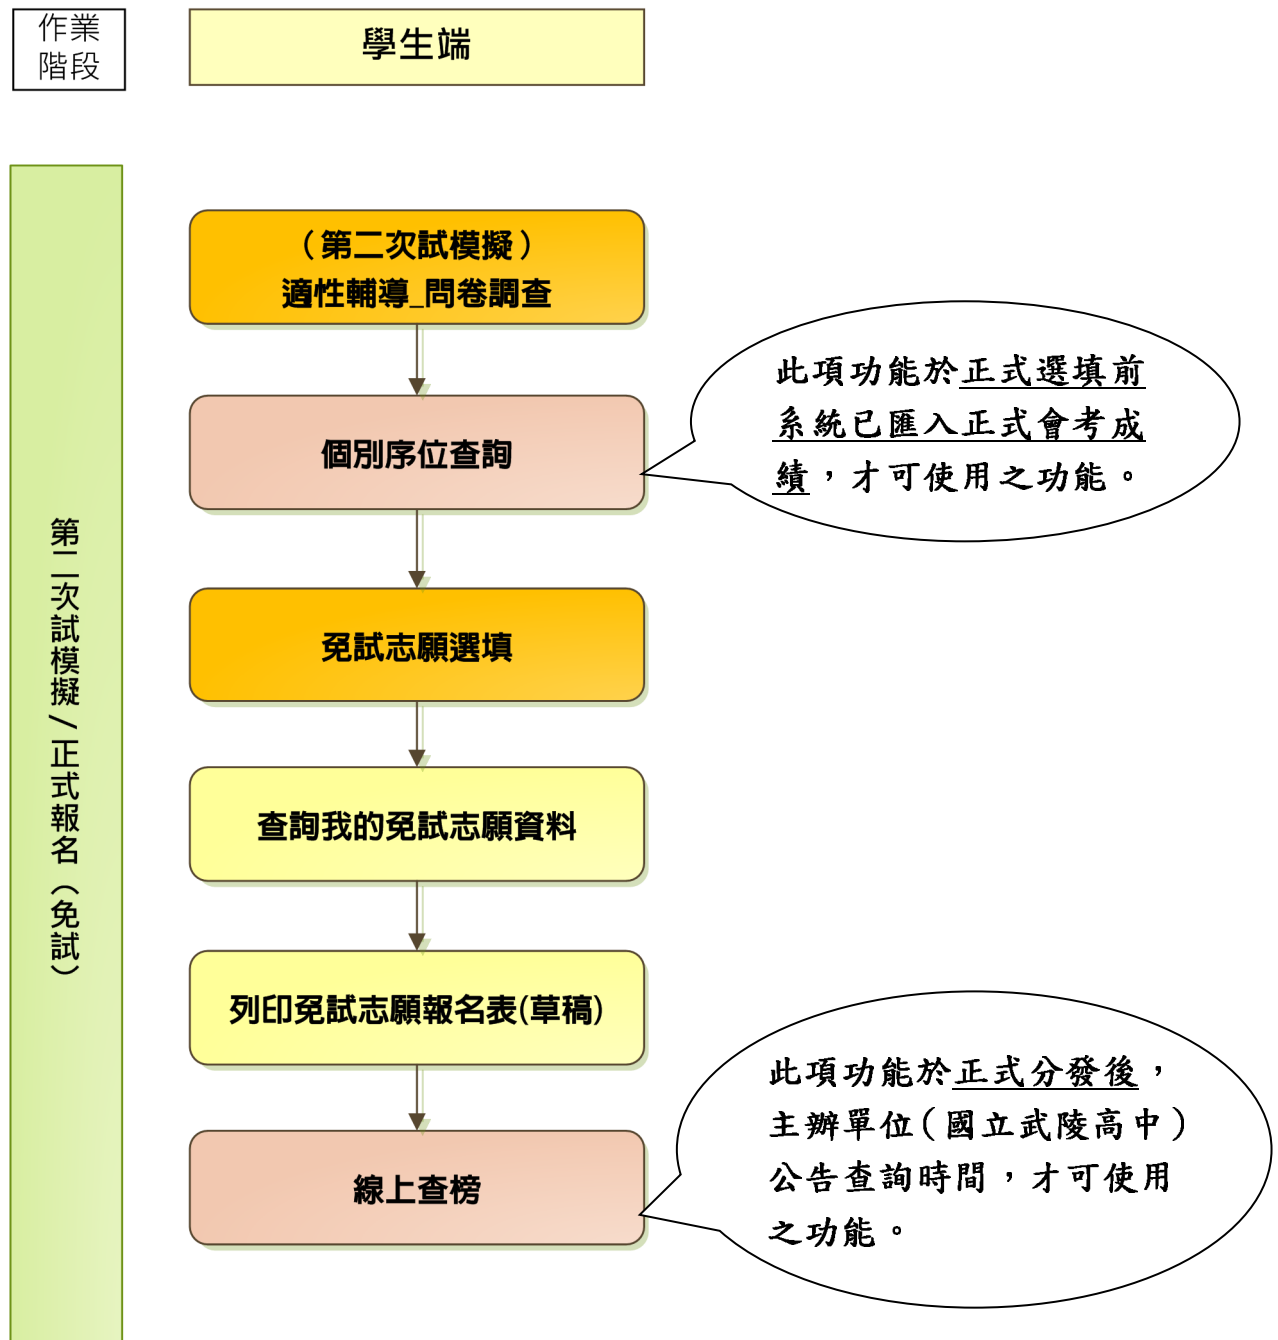 作業
階段
學生端
第二次試模擬/正式報名（免試）
（第二次試模擬）
適性輔導_問卷調查
個別序位查詢
此項功能於正式選填前
系統已匯入正式會考成
績，才可使用之功能。
免試志願選填
查詢我的免試志願資料
列印免試志願報名表(草稿)
線上查榜
此項功能於正式分發後，
主辦單位(國立武陵高中)
公告查詢時間，才可使用
之功能。